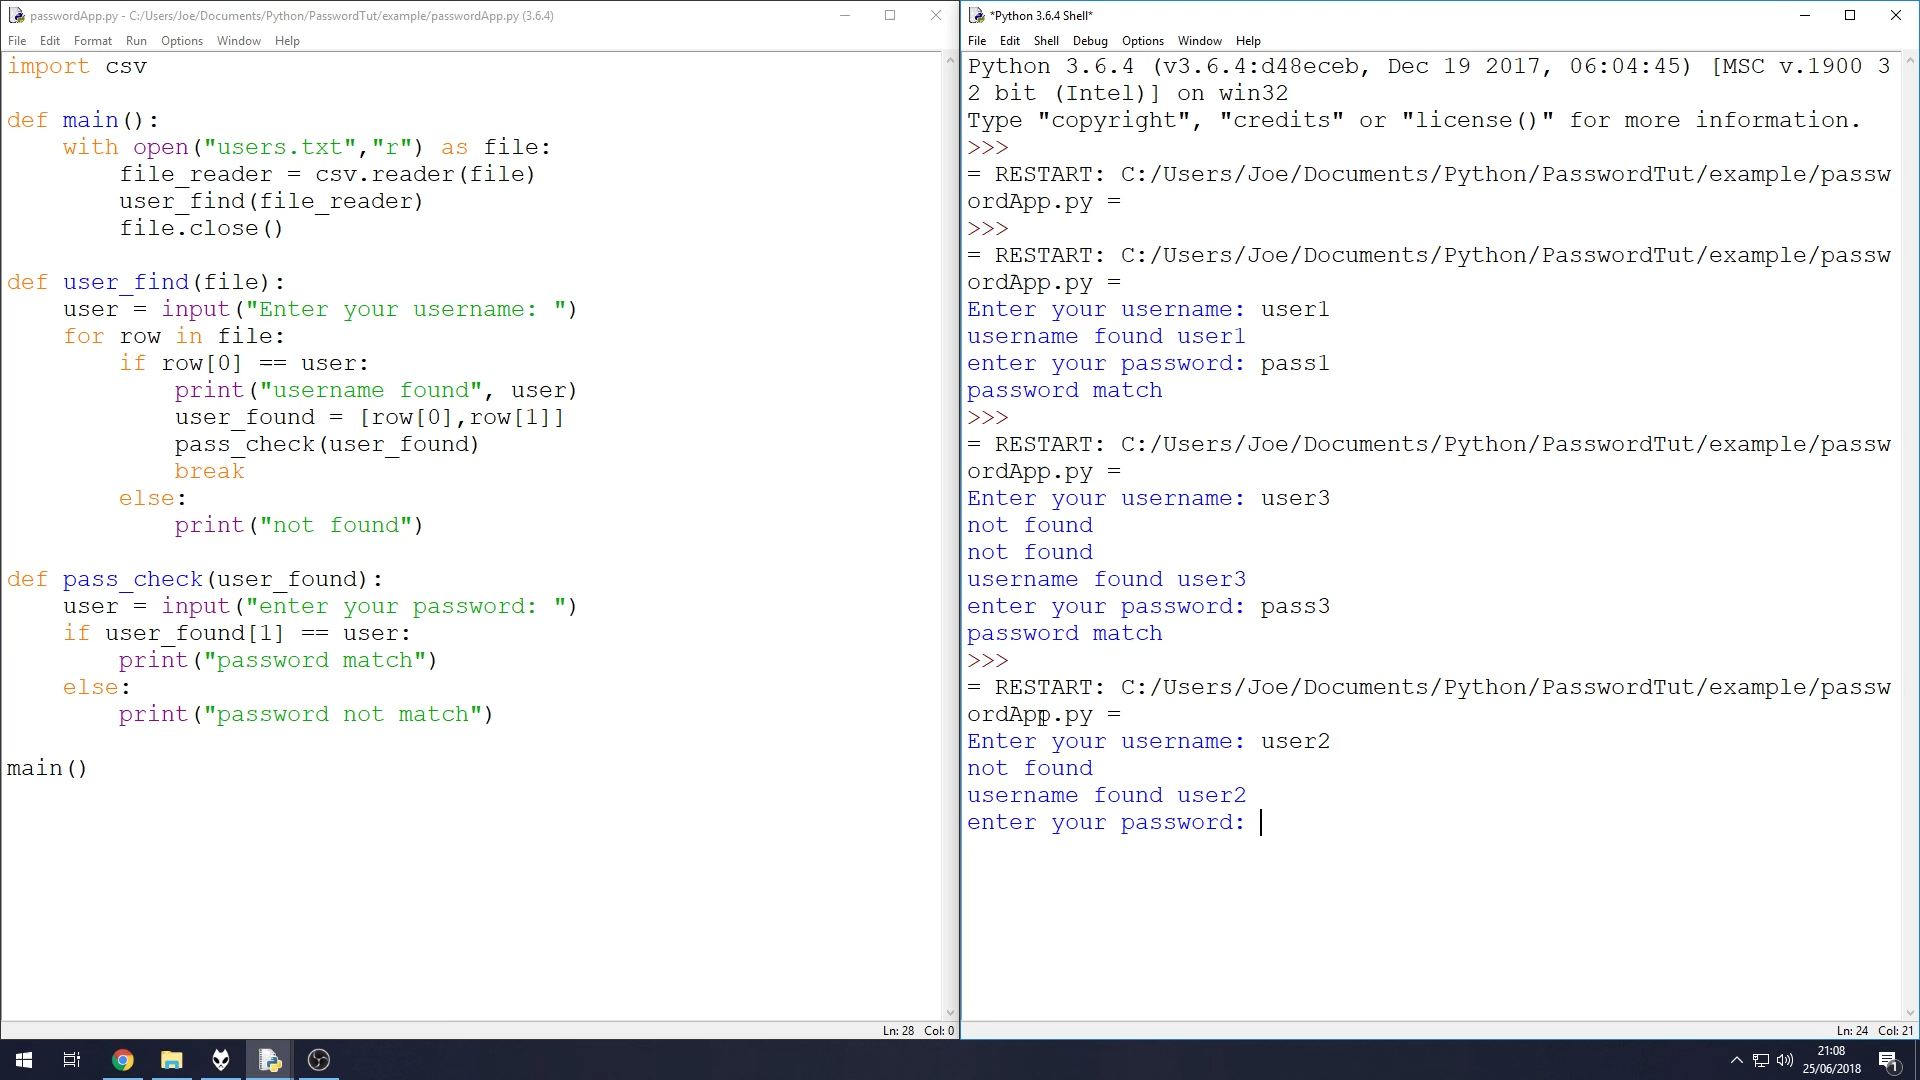 passwordApp.py - C:/Users/Joe/Documents/Python/PasswordTut/example/passwordApp.py (3.6.4)
File Edit Format Run Options Window Help
import csv
def main():
    with open("users.txt","r") as file:
        file_reader = csv.reader(file)
        user_find(file_reader)
        file.close()
def user_find(file):
    user = input("Enter your username: ")
    for row in file:
        if row[0] == user:
            print("username found", user)
            user_found = [row[0],row[1]]
            pass_check(user_found)
            break
        else:
            print("not found")
def pass_check(user_found):
    user = input("enter your password: ")
    if user_found[1] == user:
        print("password match")
    else:
        print("password not match")
main()
Ln: 28 Col: 0
*Python 3.6.4 Shell*
File Edit Shell Debug Options Window Help
Python 3.6.4 (v3.6.4:d48eceb, Dec 19 2017, 06:04:45) [MSC v.1900 3
2 bit (Intel)] on win32
Type "copyright", "credits" or "license()" for more information.
>>>
= RESTART: C:/Users/Joe/Documents/Python/PasswordTut/example/passw
ordApp.py =
>>>
= RESTART: C:/Users/Joe/Documents/Python/PasswordTut/example/passw
ordApp.py =
Enter your username: user1
username found user1
enter your password: pass1
password match
>>>
= RESTART: C:/Users/Joe/Documents/Python/PasswordTut/example/passw
ordApp.py =
Enter your username: user3
not found
not found
username found user3
enter your password: pass3
password match
>>>
= RESTART: C:/Users/Joe/Documents/Python/PasswordTut/example/passw
ordApp.py =
Enter your username: user2
not found
username found user2
enter your password:
Ln: 24 Col: 21
21:08
25/06/2018
1